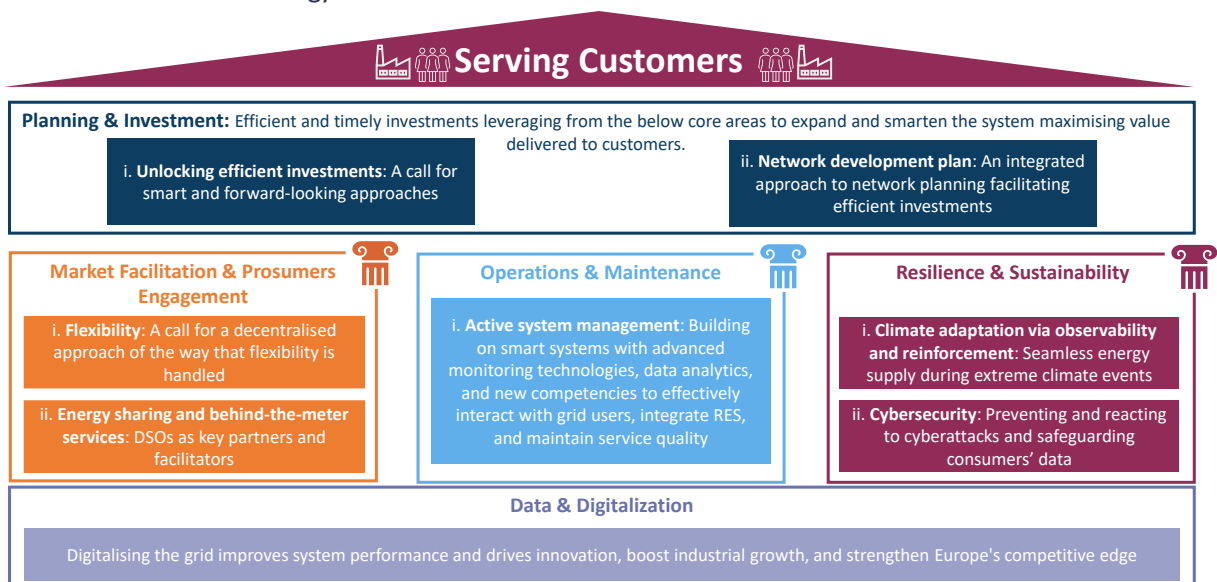 Serving Customers
Planning & Investment: Efficient and timely investments leveraging from the below core areas to expand and smarten the system maximising value
delivered to customers.
i. Unlocking efficient investments: A call for
smart and forward-looking approaches
ii. Network development plan: An integrated
approach to network planning facilitating
efficient investments
Market Facilitation & Prosumers
Engagement
i. Flexibility: A call for a decentralised
approach of the way that flexibility is
handled
ii. Energy sharing and behind-the-meter
services: DSOs as key partners and
facilitators
Operations & Maintenance
i. Active system management: Building
on smart systems with advanced
monitoring technologies, data analytics,
and new competencies to effectively
interact with grid users, integrate RES,
and maintain service quality
Resilience & Sustainability
i. Climate adaptation via observability
and reinforcement: Seamless energy
supply during extreme climate events
ii. Cybersecurity: Preventing and reacting
to cyberattacks and safeguarding
consumers' data
Data & Digitalization
Digitalising the grid improves system performance and drives innovation, boost industrial growth, and strengthen Europe's competitive edge